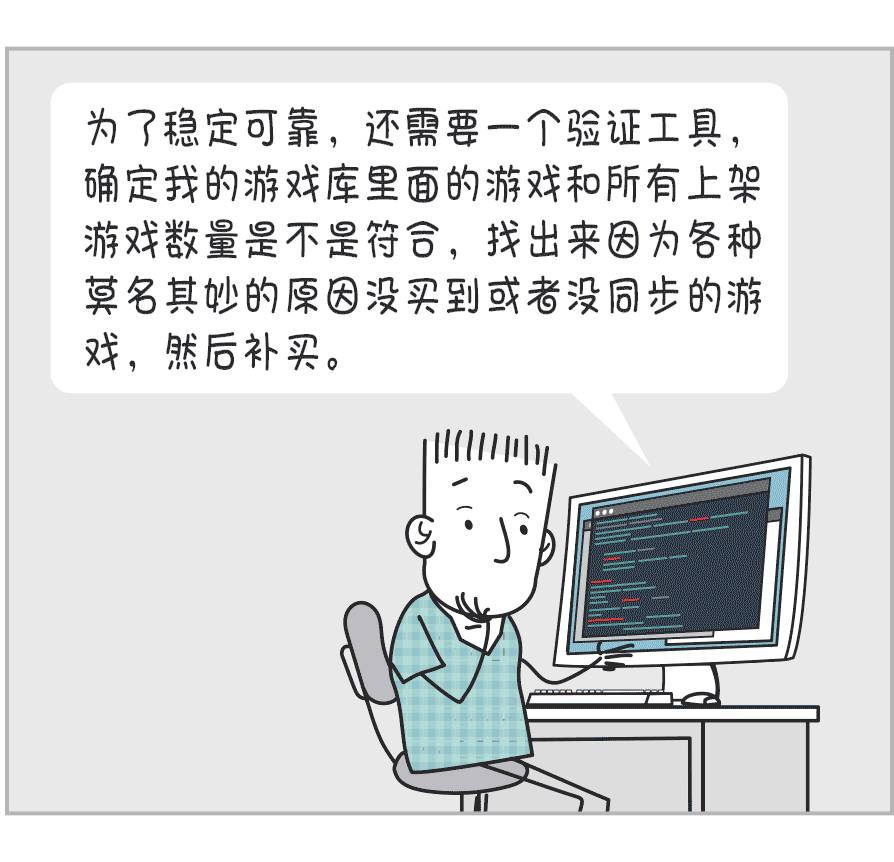 为了稳定可靠，还需要一个验证工具，
确定我的游戏库里面的游戏和所有上架
游戏数量是不是符合，找出来因为各种
莫名其妙的原因没买到或者没同步的游
戏，然后补买。